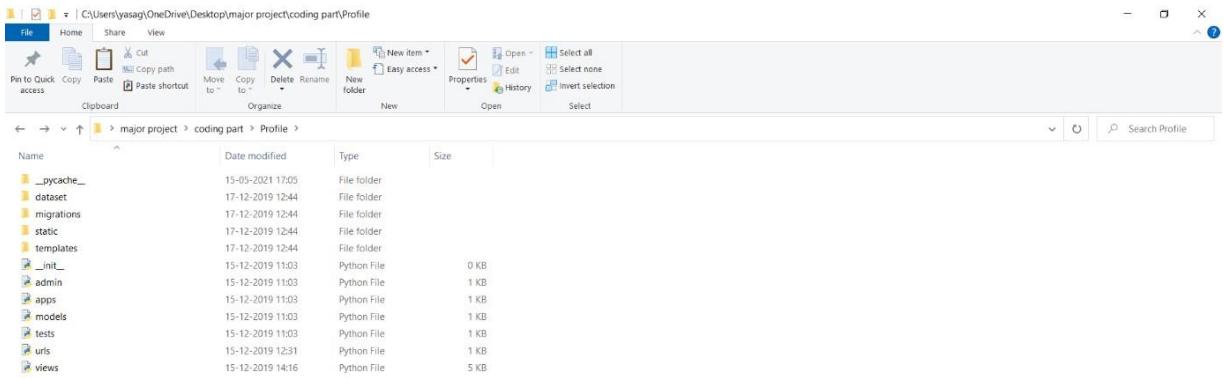 C:\Users\yasag\OneDrive\Desktop\major project\coding part\Profile
File Home Share View
Pin to Quick access
Copy
Paste
Cut
Copy path
Paste shortcut
Clipboard
Move to
Copy to
Delete
Rename
Organize
New folder
New item
Easy access
New
Properties
Open
Edit
History
Open
Select all
Select none
Invert selection
Select
> major project > coding part > Profile >
Search Profile
Name Date modified Type Size
__pycache__ 15-05-2021 17:05 File folder
dataset 17-12-2019 12:44 File folder
migrations 17-12-2019 12:44 File folder
static 17-12-2019 12:44 File folder
templates 17-12-2019 12:44 File folder
__init__ 15-12-2019 11:03 Python File 0 KB
admin 15-12-2019 11:03 Python File 1 KB
apps 15-12-2019 11:03 Python File 1 KB
models 15-12-2019 11:03 Python File 1 KB
tests 15-12-2019 11:03 Python File 1 KB
urls 15-12-2019 12:31 Python File 1 KB
views 15-12-2019 14:16 Python File 5 KB